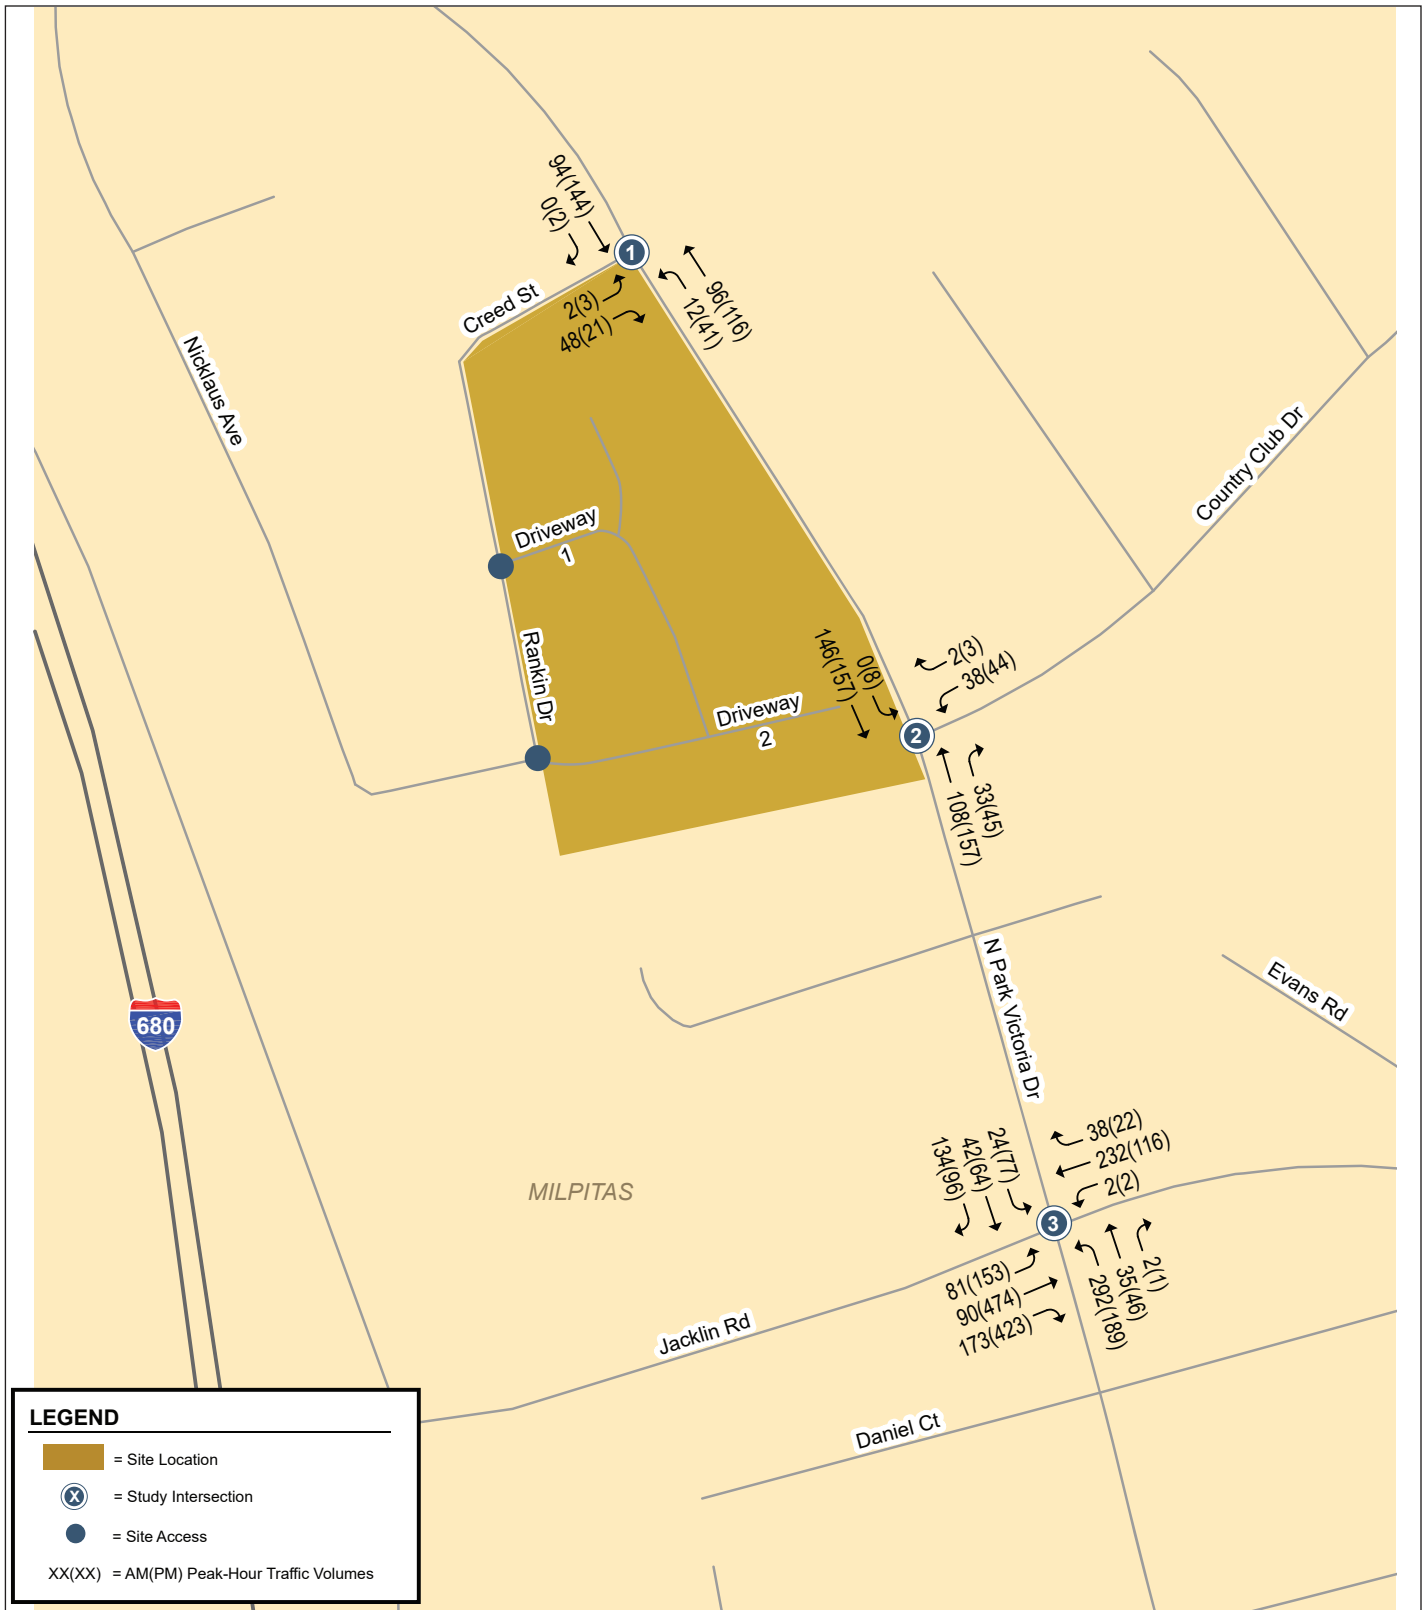 94(144)
0(2)
1
96(116)
12(41)
2(3)
48(21)
Creed St
Nicklaus Ave
Country Club Dr
Driveway
1
Rankin Dr
146(157)
0(8)
2(3)
38(44)
Driveway
2
2
33(45)
108(157)
N Park Victoria Dr
Evans Rd
680
MILPITAS
134(96)
42(64)
24(77)
38(22)
232(116)
2(2)
3
81(153)
90(474)
173(423)
2(1)
35(46)
292(189)
Jacklin Rd
Daniel Ct
LEGEND
= Site Location
X = Study Intersection
= Site Access
XX(XX) = AM(PM) Peak-Hour Traffic Volumes